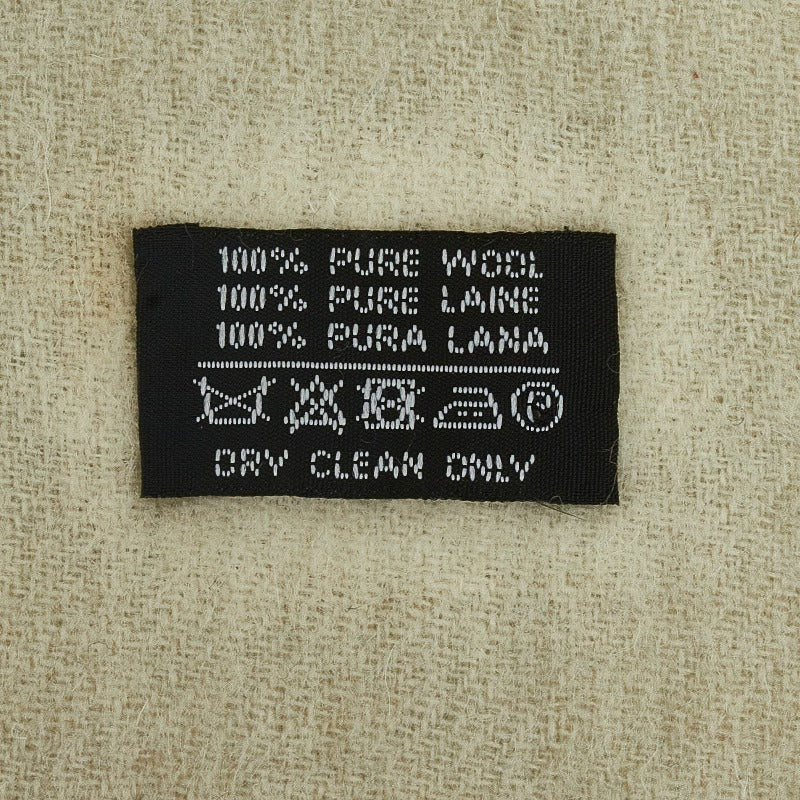 100% PURE WOOL
100% PURE LAINE
100% PURA LANA
P
DRY CLEAN ONLY